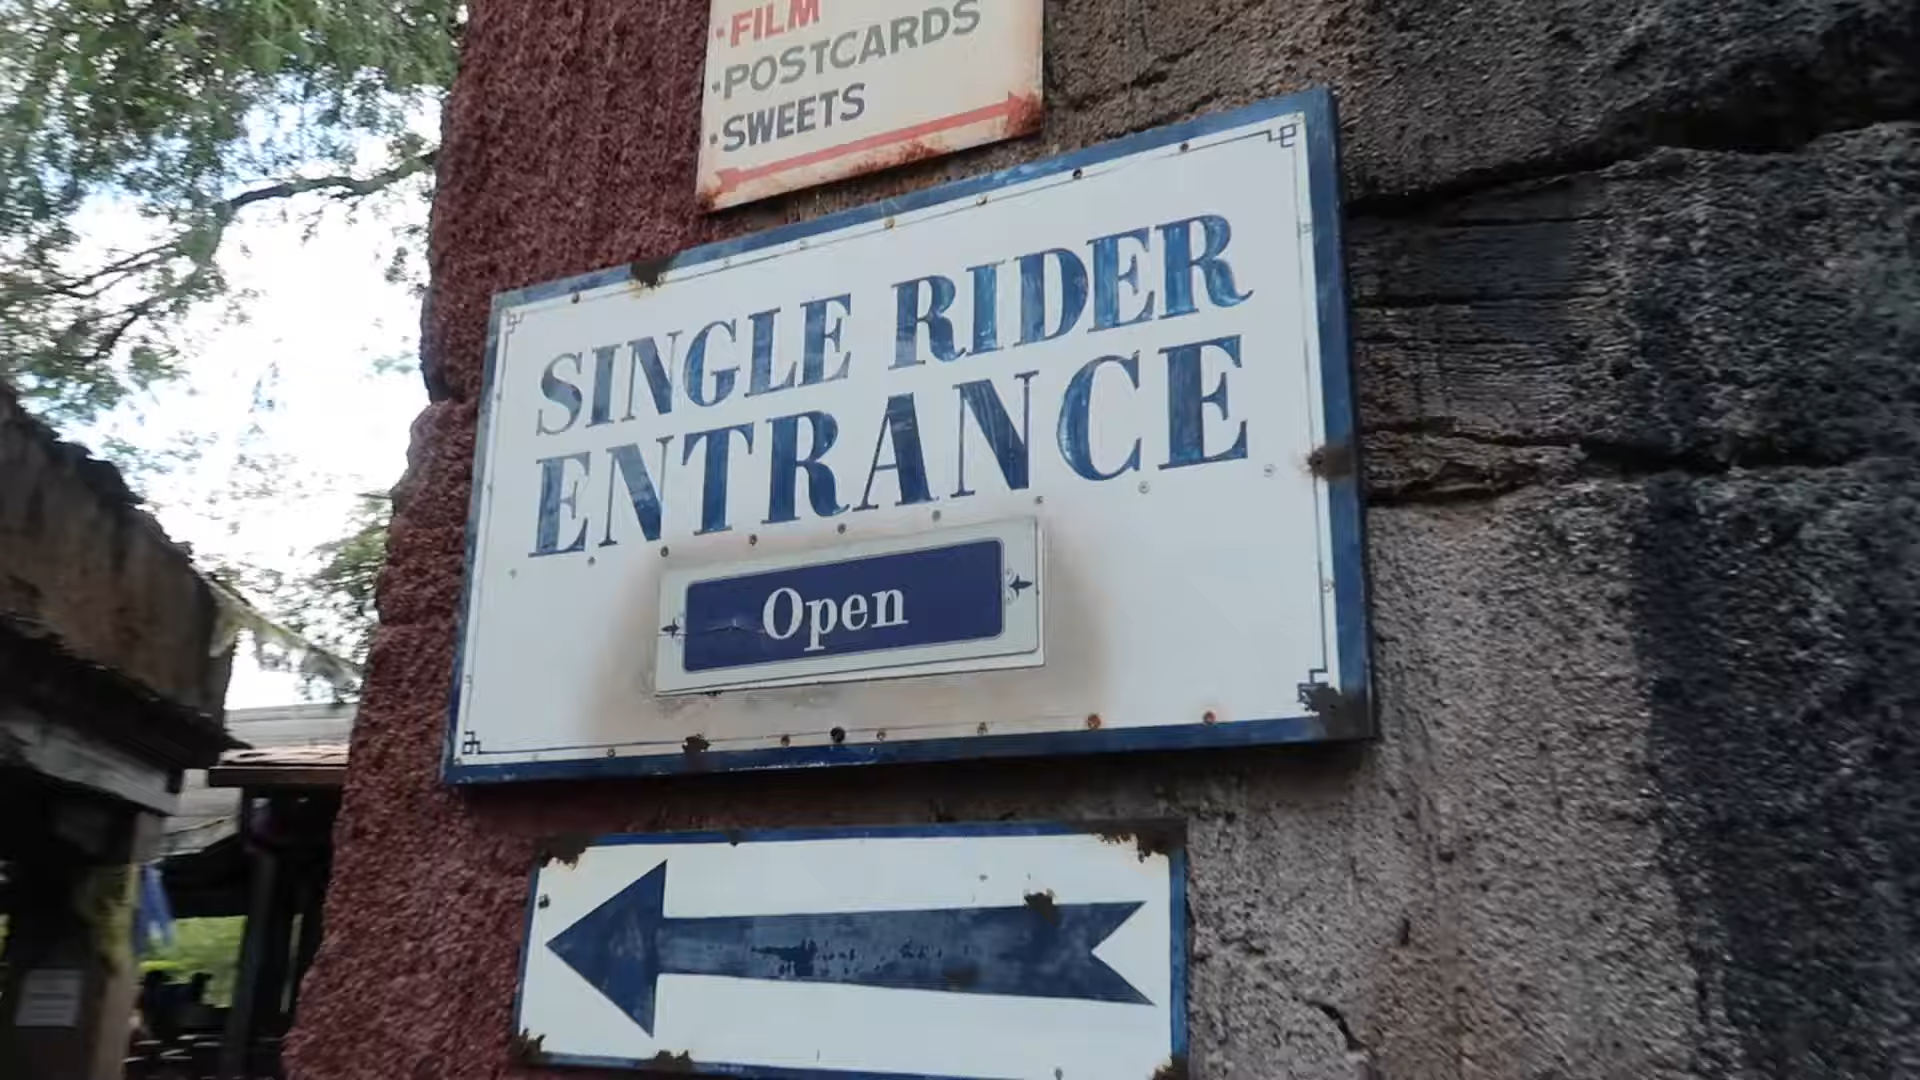 ·FILM
·POSTCARDS
·SWEETS
SINGLE RIDER
ENTRANCE
Open